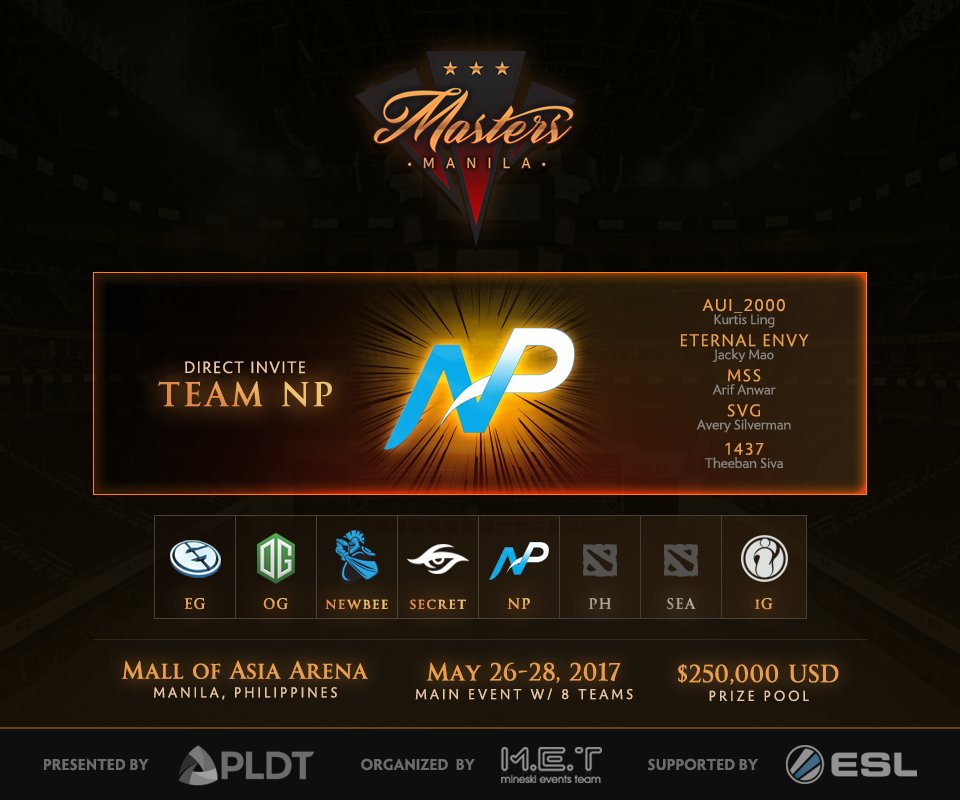 Masters
• MANILA •
DIRECT INVITE
TEAM NP
NP
AUI_2000
Kurtis Ling
ETERNAL ENVY
Jacky Mao
MSS
Arif Anwar
SVG
Avery Silverman
1437
Theeban Siva
OG
NP
EG
OG
NEWBEE
SECRET
NP
PH
SEA
IG
MALL OF ASIA ARENA
MANILA, PHILIPPINES
MAY 26-28, 2017
MAIN EVENT W/ 8 TEAMS
$250,000 USD
PRIZE POOL
PRESENTED BY
PLDT
ORGANIZED BY
M.E.T
mineski events team
SUPPORTED BY
ESL